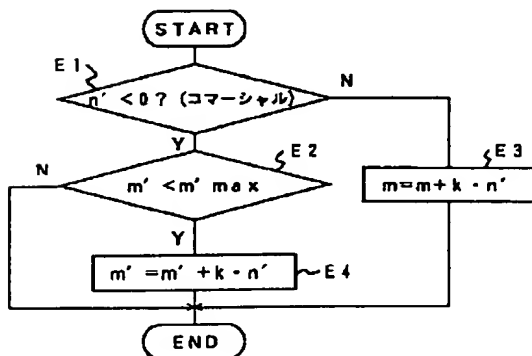 START
E1
n′ <0? (コマーシャル)
N
Y
E2
N
m′ <m′ max
E3
m=m+k・n′
Y
m′ =m′ +k・n′
E4
END